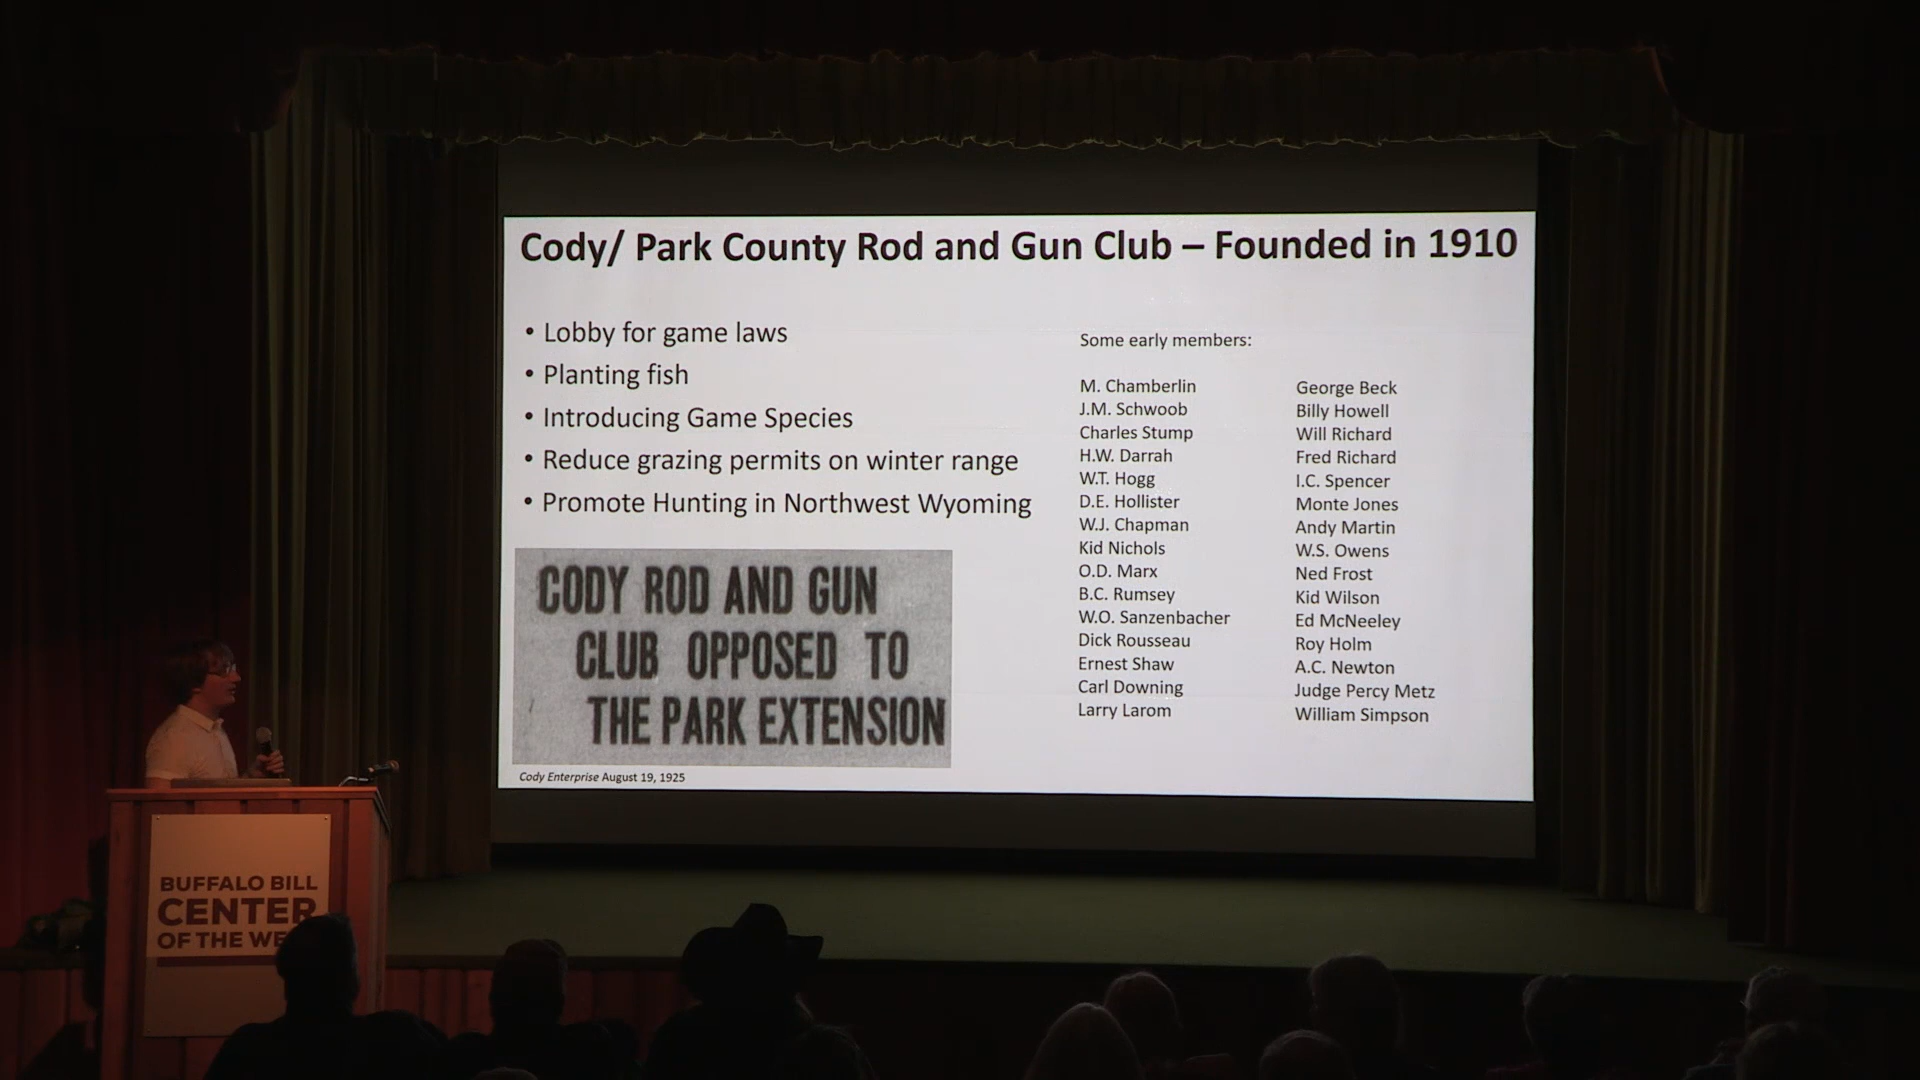 Cody/ Park County Rod and Gun Club – Founded in 1910
• Lobby for game laws
• Planting fish
• Introducing Game Species
• Reduce grazing permits on winter range
• Promote Hunting in Northwest Wyoming
CODY ROD AND GUN
CLUB OPPOSED TO
THE PARK EXTENSION
Cody Enterprise August 19, 1925
Some early members:
M. Chamberlin
J.M. Schwoob
Charles Stump
H.W. Darrah
W.T. Hogg
D.E. Hollister
W.J. Chapman
Kid Nichols
O.D. Marx
B.C. Rumsey
W.O. Sanzenbacher
Dick Rousseau
Ernest Shaw
Carl Downing
Larry Larom
George Beck
Billy Howell
Will Richard
Fred Richard
I.C. Spencer
Monte Jones
Andy Martin
W.S. Owens
Ned Frost
Kid Wilson
Ed McNeeley
Roy Holm
A.C. Newton
Judge Percy Metz
William Simpson
BUFFALO BILL
CENTER
OF THE WE